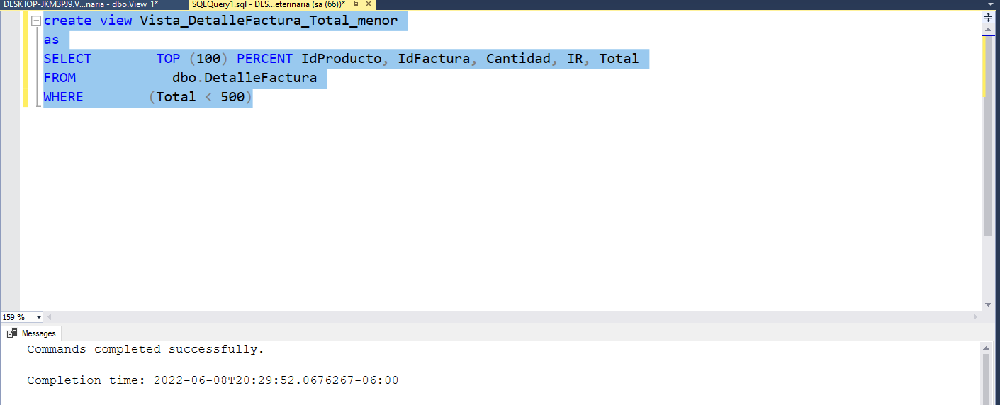 DESKTOP-JKM3PJ9.V...naria - dbo.View_1*
SQLQuery1.sql - DES...eterinaria (sa (66))*
create view Vista_DetalleFactura_Total_menor
as
SELECT TOP (100) PERCENT IdProducto, IdFactura, Cantidad, IR, Total
FROM dbo.DetalleFactura
WHERE (Total < 500)
159 %
Messages
Commands completed successfully.
Completion time: 2022-06-08T20:29:52.0676267-06:00